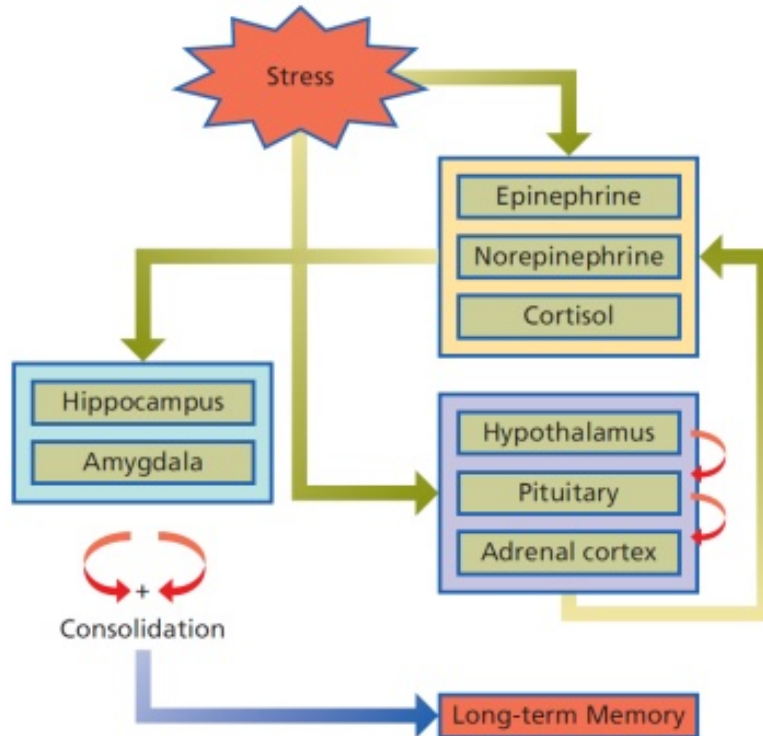 Stress
Epinephrine
Norepinephrine
Cortisol
Hippocampus
Amygdala
Hypothalamus
Pituitary
Adrenal cortex
+
Consolidation
Long-term Memory